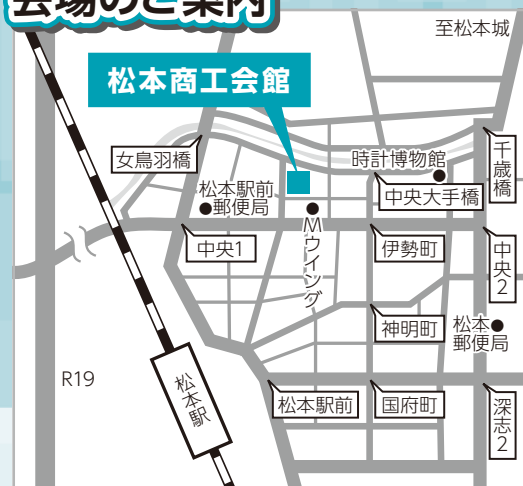 会場のご案内
至松本城
松本商工会館
女鳥羽橋
時計博物館
千歳橋
松本駅前
郵便局
中央大手橋
中央1
Mウイング
伊勢町
中央2
神明町
松本
郵便局
R19
松本駅
松本駅前
国府町
深志2